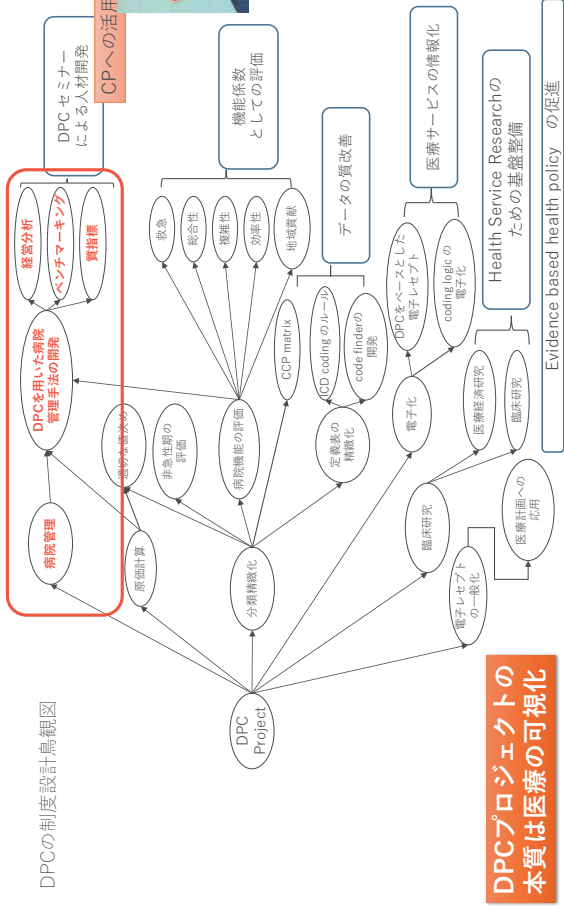 DPCの制度設計鳥観図
DPC
Project
病院管理
原価計算
分類精緻化
臨床研究
電子レセプト
の一般化
DPCを用いた病院
管理手法の開発
適切な値決め
非急性期の
評価
病院機能の評価
定義表の
精緻化
電子化
医療計画への
応用
経営分析
ベンチマーキング
質指標
救急
総合性
複雑性
効率性
地域貢献
CCP matrix
ICD coding のルール
code finderの
開発
DPCをベースとした
電子レセプト
coding logic の
電子化
医療経済研究
臨床研究
DPC セミナー
による人材開発
CPへの活用
機能係数
としての評価
データの質改善
医療サービスの情報化
Health Service Researchの
ための基盤整備
Evidence based health policy の促進
DPCプロジェクトの
本質は医療の可視化